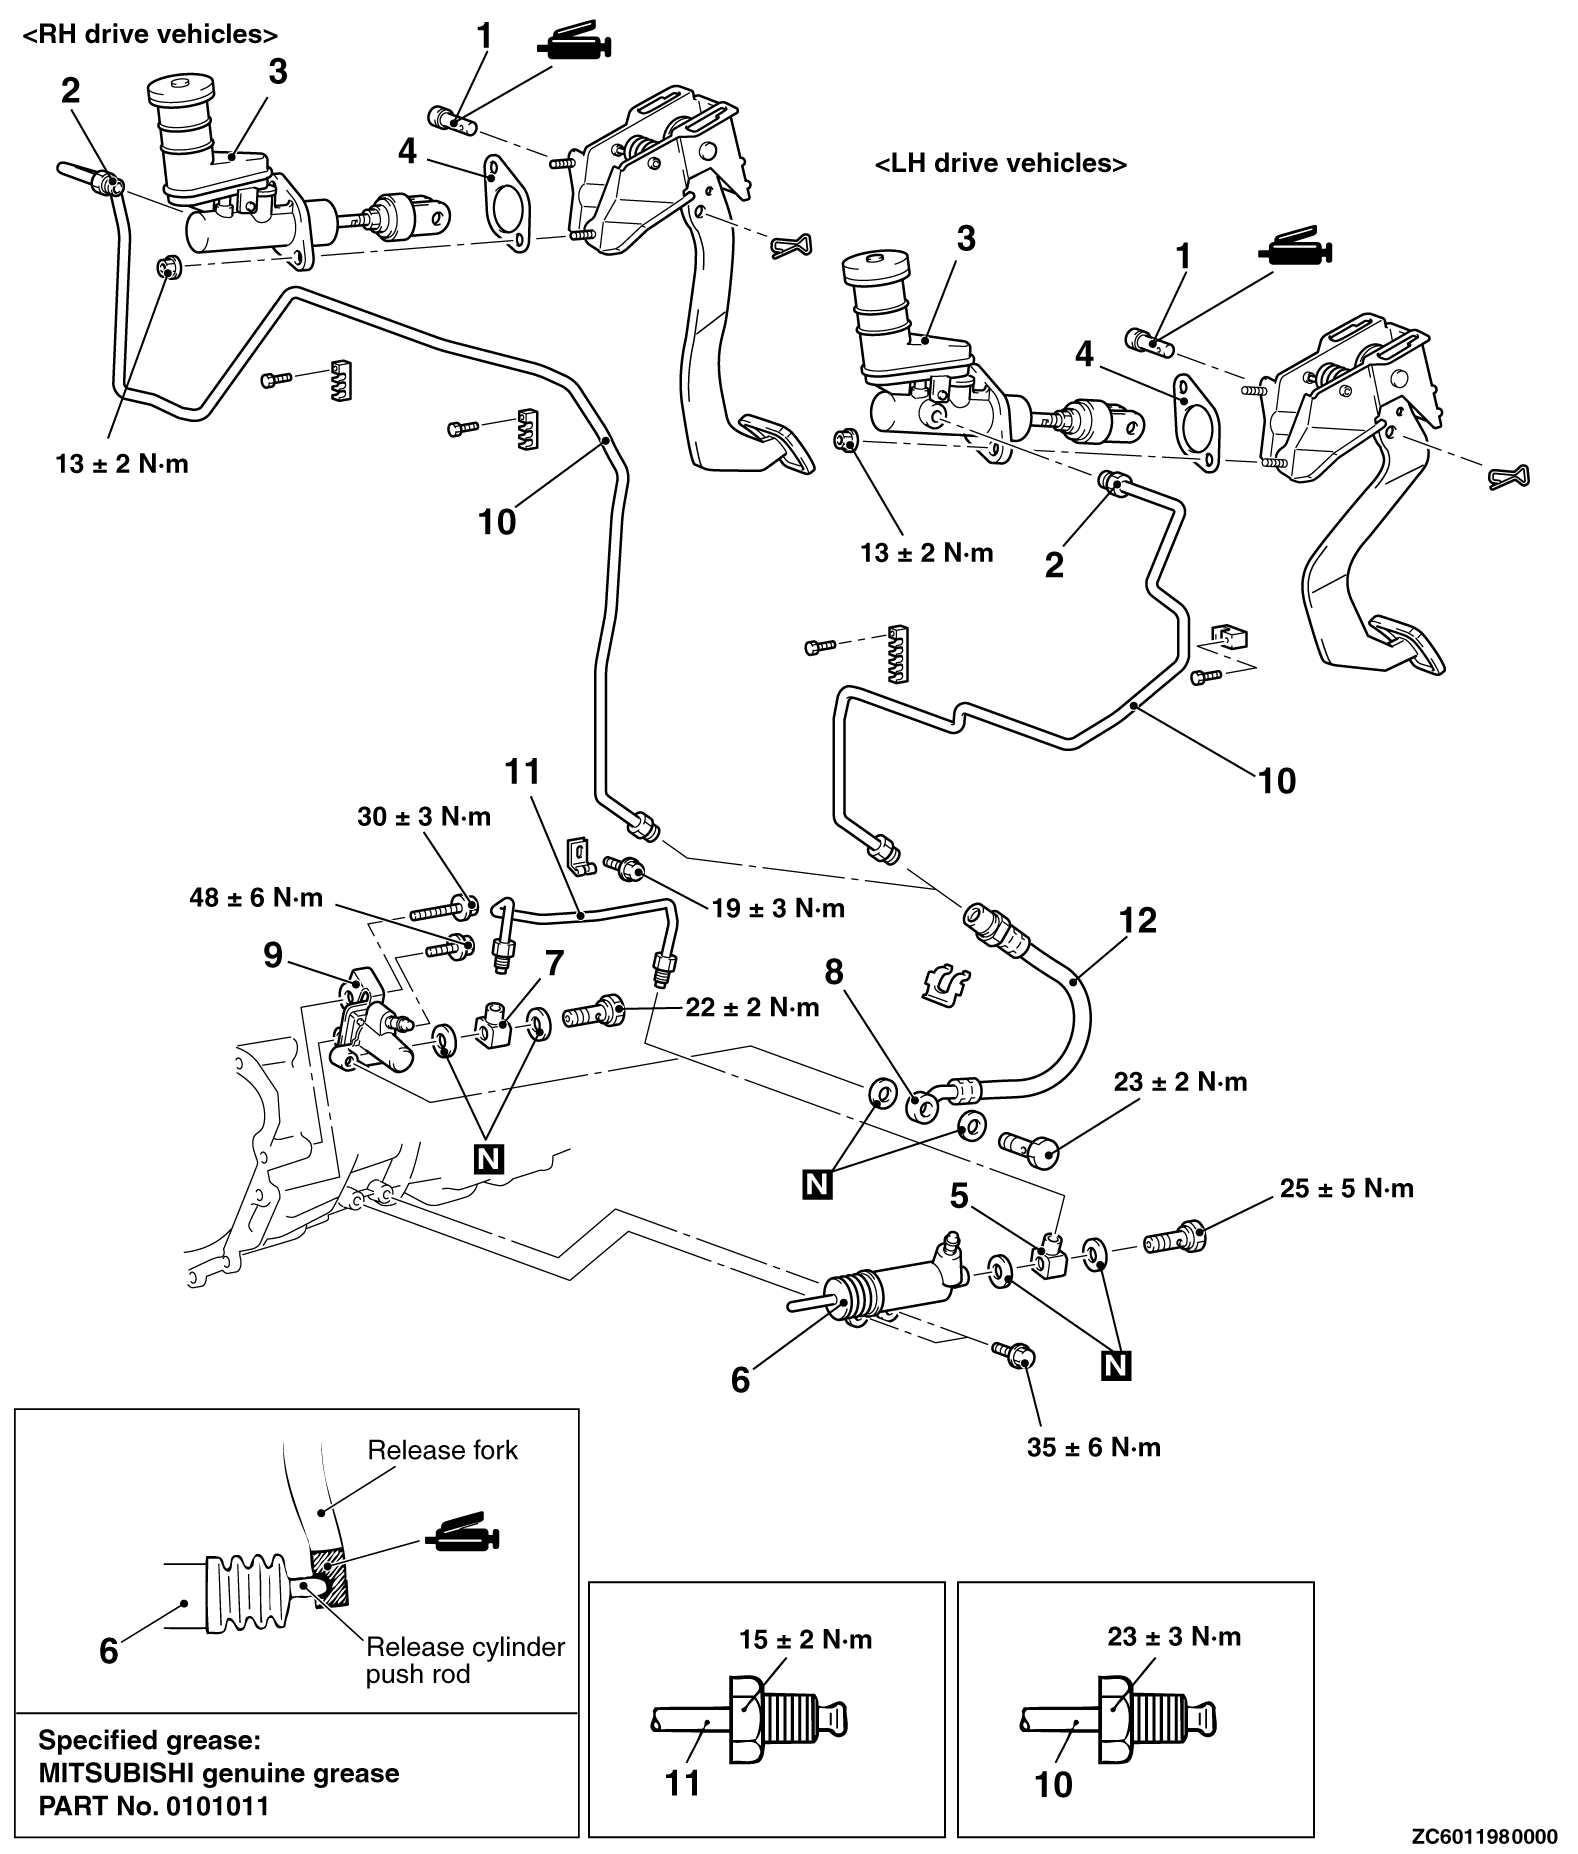 <RH drive vehicles>
1
3
2
4
<LH drive vehicles>
3
1
4
13 ± 2 N·m
10
13 ± 2 N·m
2
11
10
30 ± 3 N·m
48 ± 6 N·m
19 ± 3 N·m
12
9
7
8
22 ± 2 N·m
23 ± 2 N·m
N
N
5
25 ± 5 N·m
6
N
35 ± 6 N·m
Release fork
6
Release cylinder
push rod
Specified grease:
MITSUBISHI genuine grease
PART No. 0101011
15 ± 2 N·m
11
23 ± 3 N·m
10
ZC6011980000